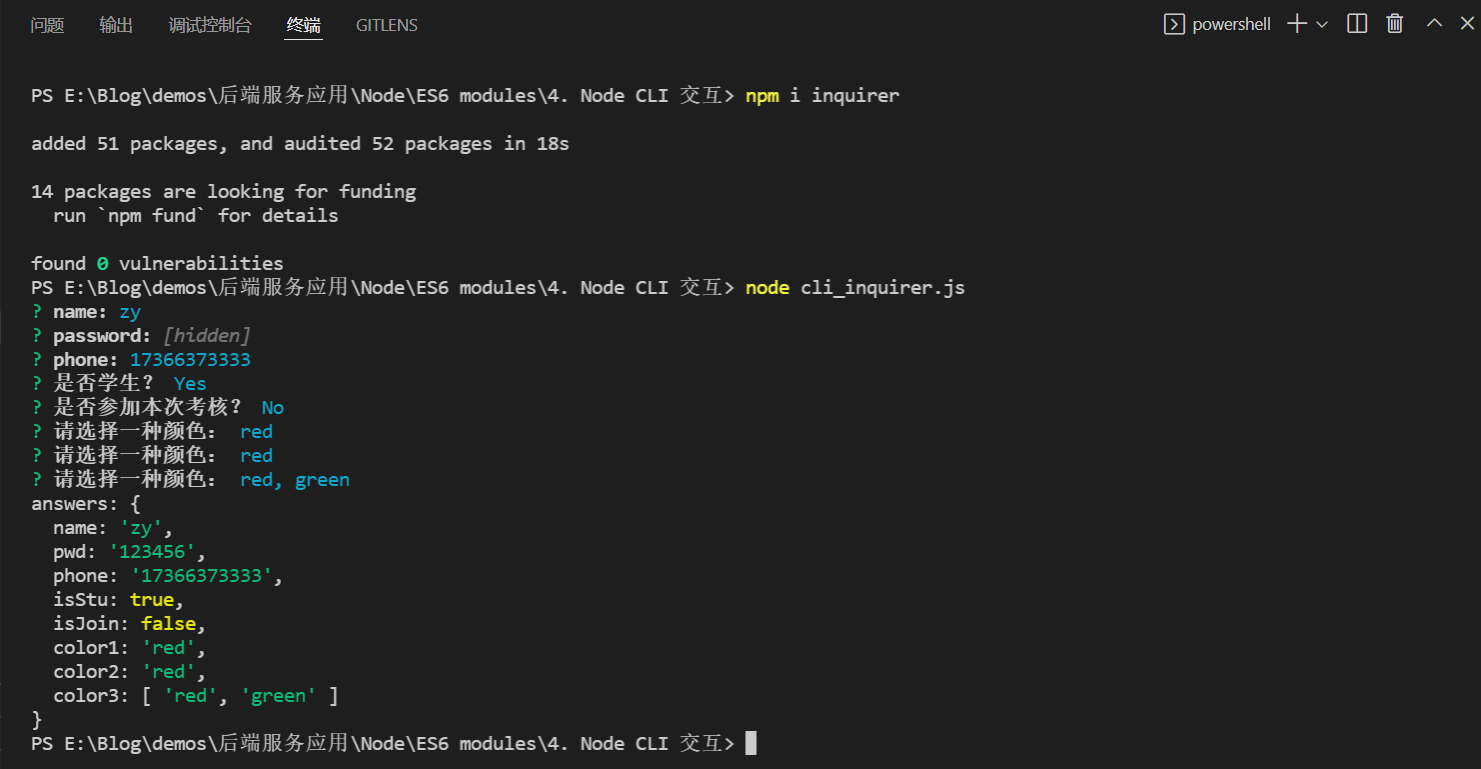 问题 输出 调试控制台 终端 GITLENS powershell
PS E:\Blog\demos\后端服务应用\Node\ES6 modules\4. Node CLI 交互> npm i inquirer
added 51 packages, and audited 52 packages in 18s
14 packages are looking for funding
  run `npm fund` for details
found 0 vulnerabilities
PS E:\Blog\demos\后端服务应用\Node\ES6 modules\4. Node CLI 交互> node cli_inquirer.js
? name: zy
? password: [hidden]
? phone: 17366373333
? 是否学生? Yes
? 是否参加本次考核? No
? 请选择一种颜色: red
? 请选择一种颜色: red
? 请选择一种颜色: red, green
answers: {
  name: 'zy',
  pwd: '123456',
  phone: '17366373333',
  isStu: true,
  isJoin: false,
  color1: 'red',
  color2: 'red',
  color3: [ 'red', 'green' ]
}
PS E:\Blog\demos\后端服务应用\Node\ES6 modules\4. Node CLI 交互>